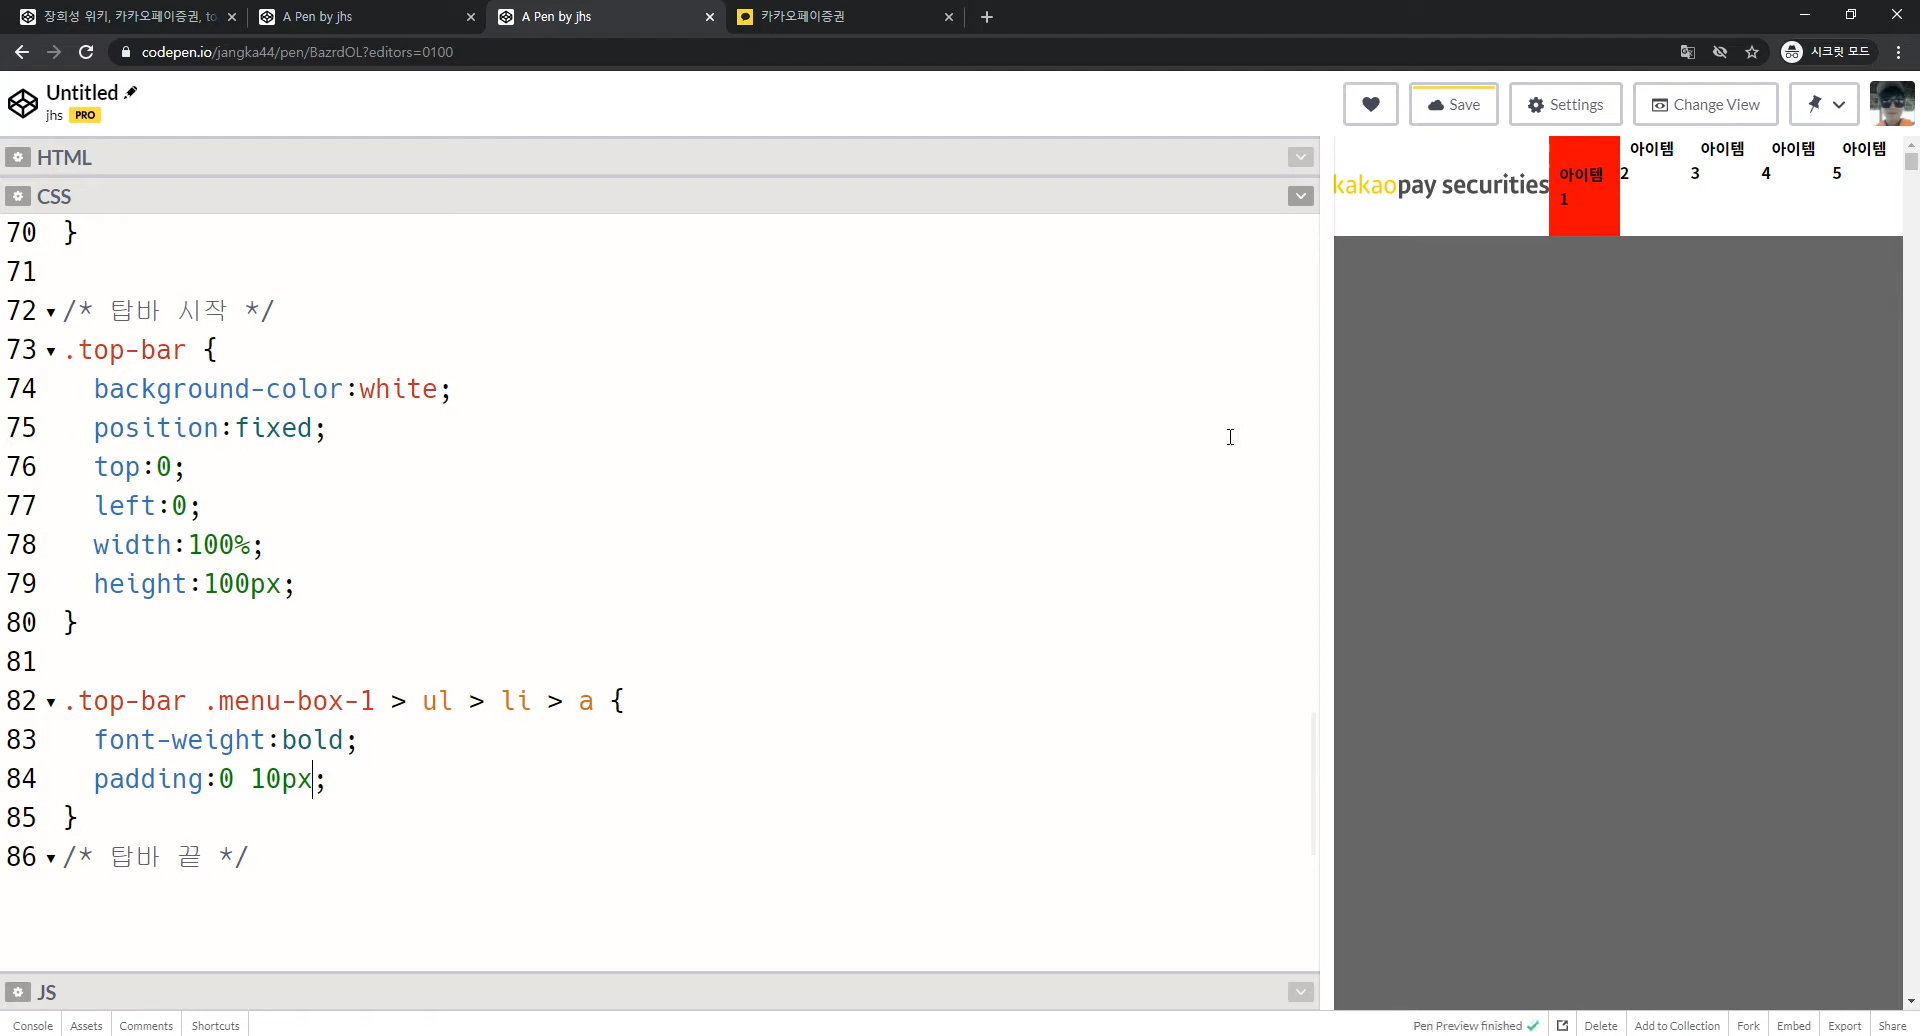 장희성 위키, 카카오페이증권, to
A Pen by jhs
A Pen by jhs
카카오페이증권
codepen.io/jangka44/pen/BazrdOL?editors=0100
시크릿 모드
Untitled
jhs PRO
Save
Settings
Change View
HTML
CSS
70 }
71
72 /* 탑바 시작 */
73 .top-bar {
74 background-color:white;
75 position:fixed;
76 top:0;
77 left:0;
78 width:100%;
79 height:100px;
80 }
81
82 .top-bar .menu-box-1 > ul > li > a {
83 font-weight:bold;
84 padding:0 10px;
85 }
86 /* 탑바 끝 */
kakaopay securities
아이템 1
아이템 2
아이템 3
아이템 4
아이템 5
JS
Console Assets Comments Shortcuts
Pen Preview finished Delete Add to Collection Fork Embed Export Share